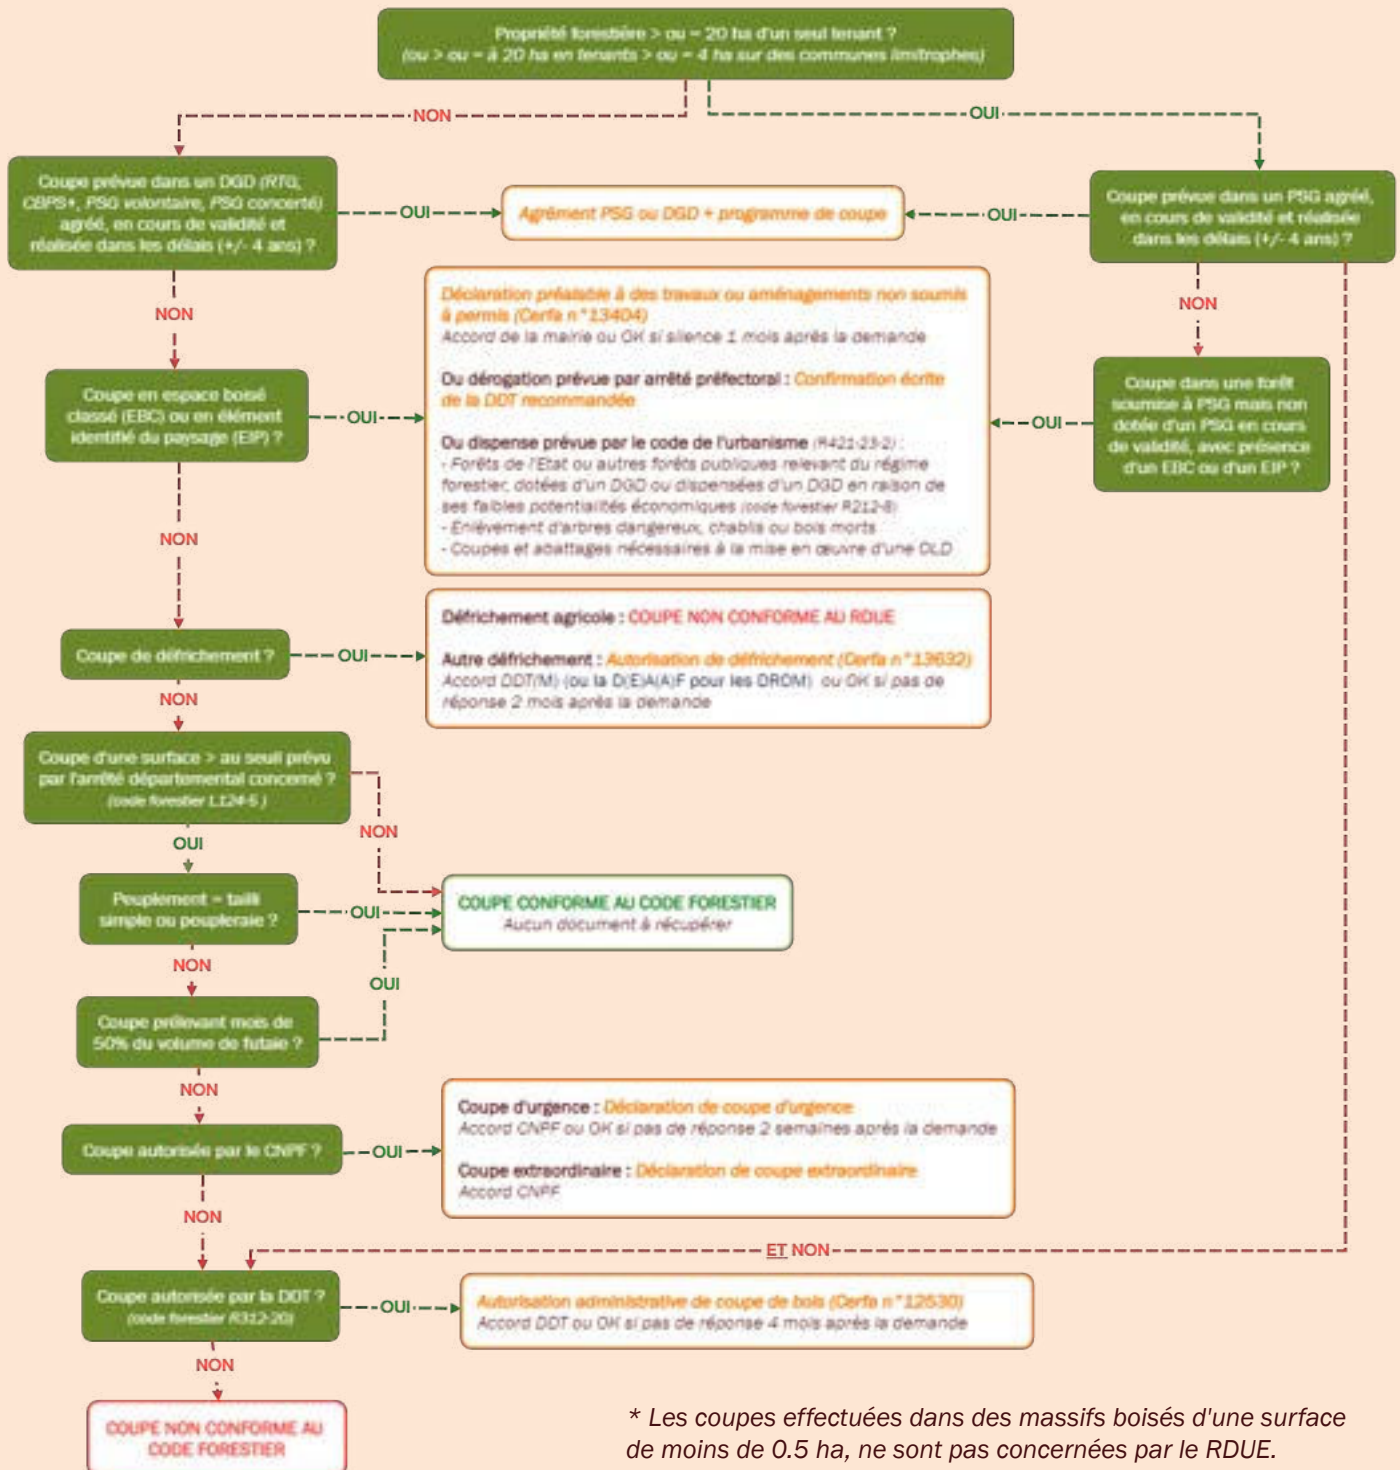 Propriété forestière > ou = 20 ha d'un seul tenant ?
(ou > ou = à 20 ha en tenants > ou = 4 ha sur des communes limitrophes)
NON
OUI
Coupe prévue dans un DGD (RTG,
CBPS+, PSG volontaire, PSG concerté)
agréé, en cours de validité et
réalisée dans les délais (+/- 4 ans) ?
OUI
Agrément PSG ou DGD + programme de coupe
OUI
Coupe prévue dans un PSG agréé,
en cours de validité et réalisée
dans les délais (+/- 4 ans) ?
NON
NON
Déclaration préalable à des travaux ou aménagements non soumis
à permis (Cerfa n°13404)
Accord de la mairie ou OK si silence 1 mois après la demande
Ou dérogation prévue par arrêté préfectoral : Confirmation écrite
de la DDT recommandée
Ou dispense prévue par le code de l'urbanisme (R421-23-2) :
- Forêts de l'Etat ou autres forêts publiques relevant du régime
forestier, dotées d'un DGD ou dispensées d'un DGD en raison de
ses faibles potentialités économiques (code forestier R212-8)
- Enlèvement d'arbres dangereux, chablis ou bois morts
- Coupes et abattages nécessaires à la mise en œuvre d'une OLD
Coupe en espace boisé
classé (EBC) ou en élément
identifié du paysage (EIP) ?
OUI
OUI
Coupe dans une forêt
soumise à PSG mais non
dotée d'un PSG en cours
de validité, avec présence
d'un EBC ou d'un EIP ?
NON
Coupe de défrichement ?
OUI
Défrichement agricole : COUPE NON CONFORME AU RDUE
Autre défrichement : Autorisation de défrichement (Cerfa n°13632)
Accord DDT(M) (ou la D(E)A(A)F pour les DROM) ou OK si pas de
réponse 2 mois après la demande
NON
Coupe d'une surface > au seuil prévu
par l'arrêté départemental concerné ?
(code forestier L124-5 )
NON
OUI
Peuplement = tailli
simple ou peupleraie ?
OUI
COUPE CONFORME AU CODE FORESTIER
Aucun document à récupérer
NON
OUI
Coupe prélevant mois de
50% du volume de futaie ?
NON
Coupe autorisée par le CNPF ?
OUI
Coupe d'urgence : Déclaration de coupe d'urgence
Accord CNPF ou OK si pas de réponse 2 semaines après la demande
Coupe extraordinaire : Déclaration de coupe extraordinaire
Accord CNPF
NON
ET NON
Coupe autorisée par la DDT ?
(code forestier R312-20)
OUI
Autorisation administrative de coupe de bois (Cerfa n°12530)
Accord DDT ou OK si pas de réponse 4 mois après la demande
NON
COUPE NON CONFORME AU
CODE FORESTIER
* Les coupes effectuées dans des massifs boisés d'une surface
de moins de 0.5 ha, ne sont pas concernées par le RDUE.